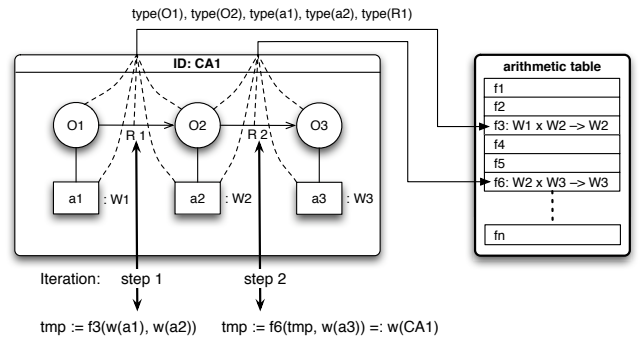 type(O1), type(O2), type(a1), type(a2), type(R1)
ID: CA1
O1
O2
O3
R 1
R 2
a1
: W1
a2
: W2
a3
: W3
arithmetic table
f1
f2
f3: W1 x W2 –> W2
f4
f5
f6: W2 x W3 –> W3
fn
Iteration:
step 1
step 2
tmp := f3(w(a1), w(a2))
tmp := f6(tmp, w(a3)) =: w(CA1)